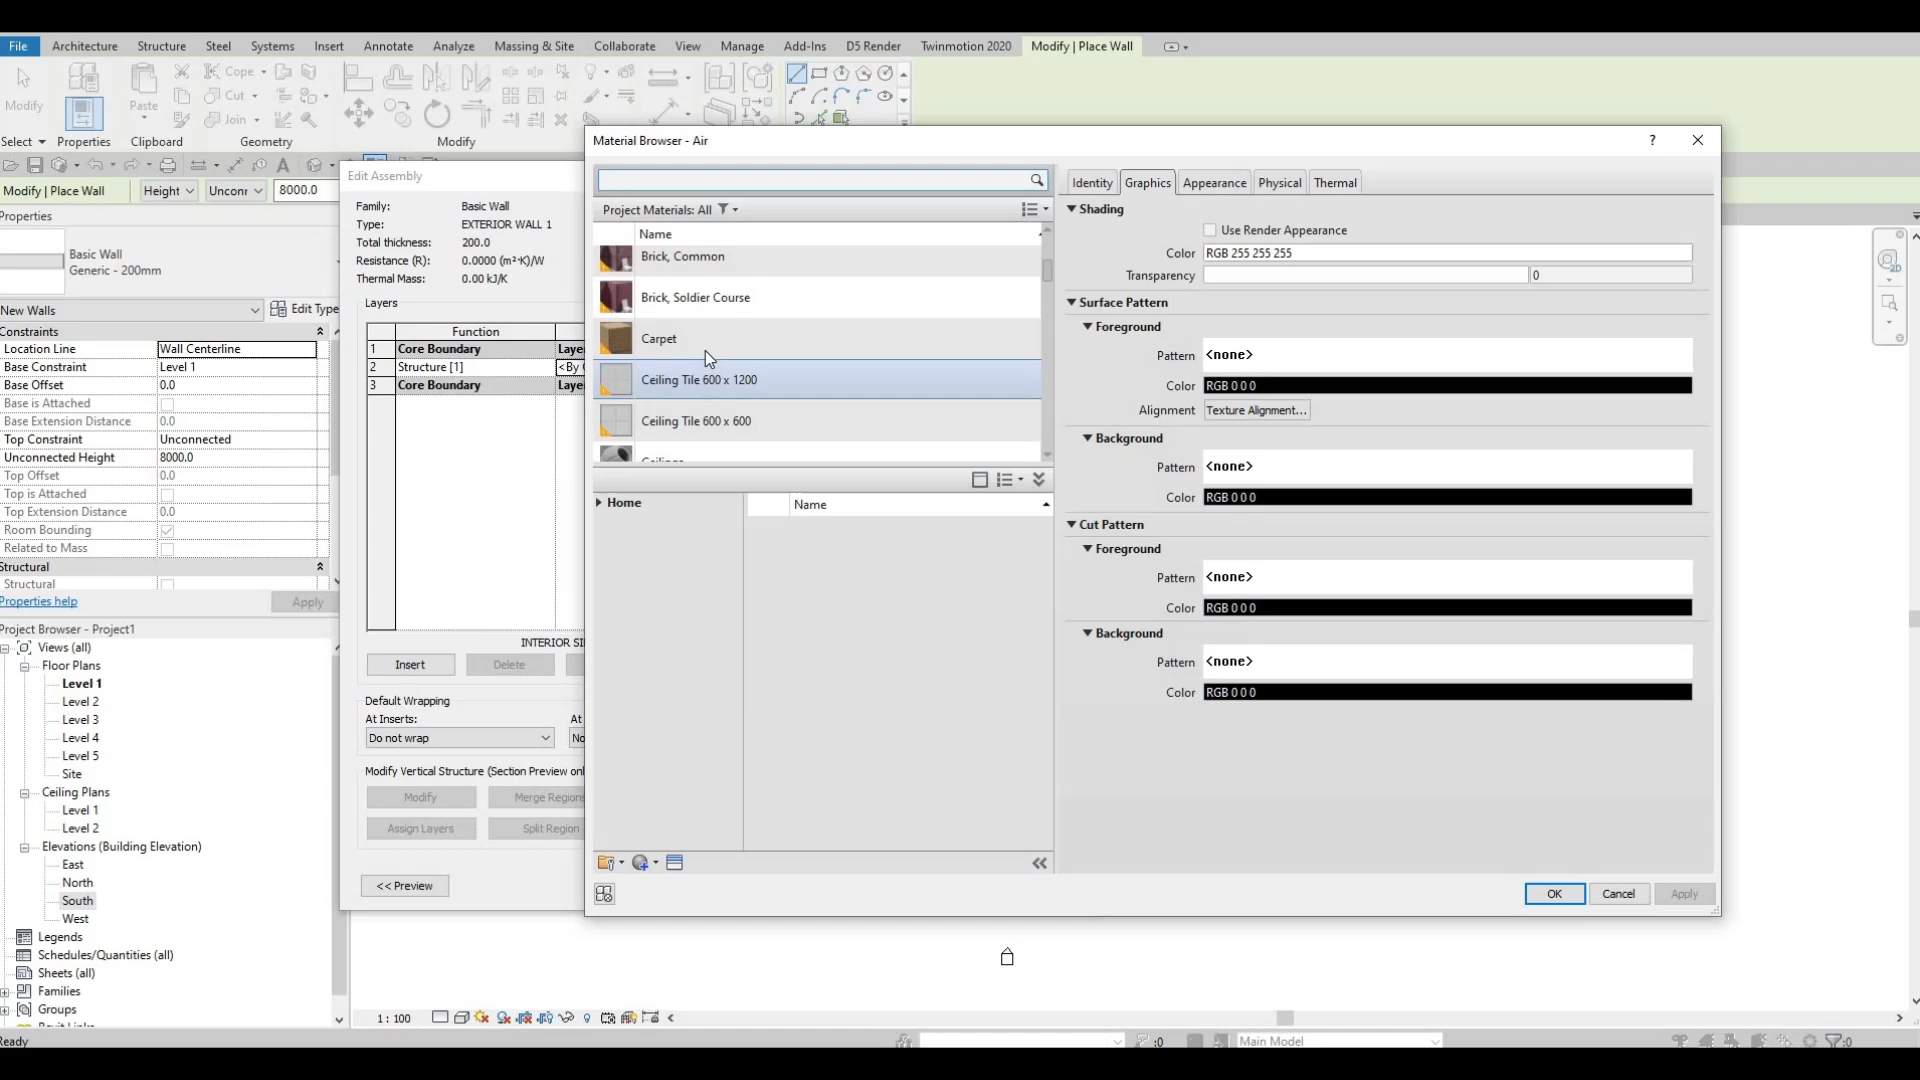 File Architecture Structure Steel Systems Insert Annotate Analyze Massing & Site Collaborate View Manage Add-Ins D5 Render Twinmotion 2020 Modify | Place Wall
Modify
Paste
Cope
Cut
Join
Select Properties Clipboard Geometry Modify
Modify | Place Wall Height Unconr 8000.0
Properties
Basic Wall
Generic - 200mm
New Walls Edit Type
Constraints
Location Line Wall Centerline
Base Constraint Level 1
Base Offset 0.0
Base is Attached
Base Extension Distance 0.0
Top Constraint Unconnected
Unconnected Height 8000.0
Top Offset 0.0
Top is Attached
Top Extension Distance 0.0
Room Bounding
Related to Mass
Structural
Structural
Properties help Apply
Project Browser - Project1
Views (all)
Floor Plans
Level 1
Level 2
Level 3
Level 4
Level 5
Site
Ceiling Plans
Level 1
Level 2
Elevations (Building Elevation)
East
North
South
West
Legends
Schedules/Quantities (all)
Sheets (all)
Families
Groups
Edit Assembly
Family: Basic Wall
Type: EXTERIOR WALL 1
Total thickness: 200.0
Resistance (R): 0.0000 (m²·K)/W
Thermal Mass: 0.00 kJ/K
Layers
Function
1 Core Boundary Laye
2 Structure [1] <By
3 Core Boundary Laye
INTERIOR SI
Insert Delete
Default Wrapping
At Inserts: At
Do not wrap No
Modify Vertical Structure (Section Preview onl
Modify Merge Regions
Assign Layers Split Region
<< Preview
Material Browser - Air
?
Project Materials: All
Name
Brick, Common
Brick, Soldier Course
Carpet
Ceiling Tile 600 x 1200
Ceiling Tile 600 x 600
Ceilings
Home Name
Identity Graphics Appearance Physical Thermal
Shading
Use Render Appearance
Color RGB 255 255 255
Transparency 0
Surface Pattern
Foreground
Pattern <none>
Color RGB 0 0 0
Alignment Texture Alignment...
Background
Pattern <none>
Color RGB 0 0 0
Cut Pattern
Foreground
Pattern <none>
Color RGB 0 0 0
Background
Pattern <none>
Color RGB 0 0 0
OK Cancel Apply
1 : 100
Ready :0 Main Model :0